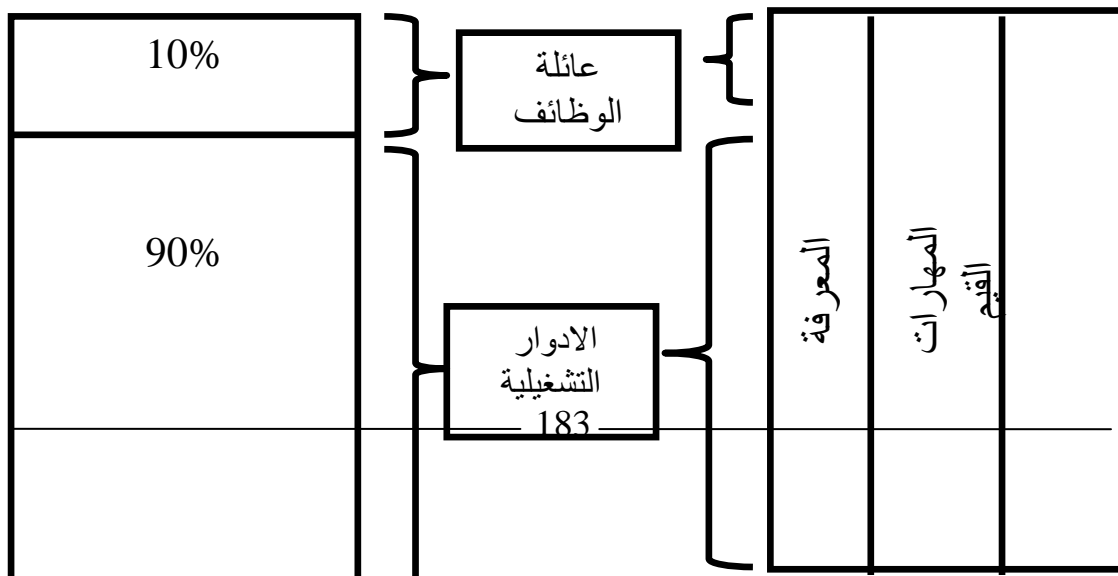 10%
عائلة
الوظائف
90%
المعرفة
المهارات
القيم
الادوار
التشغيلية
183